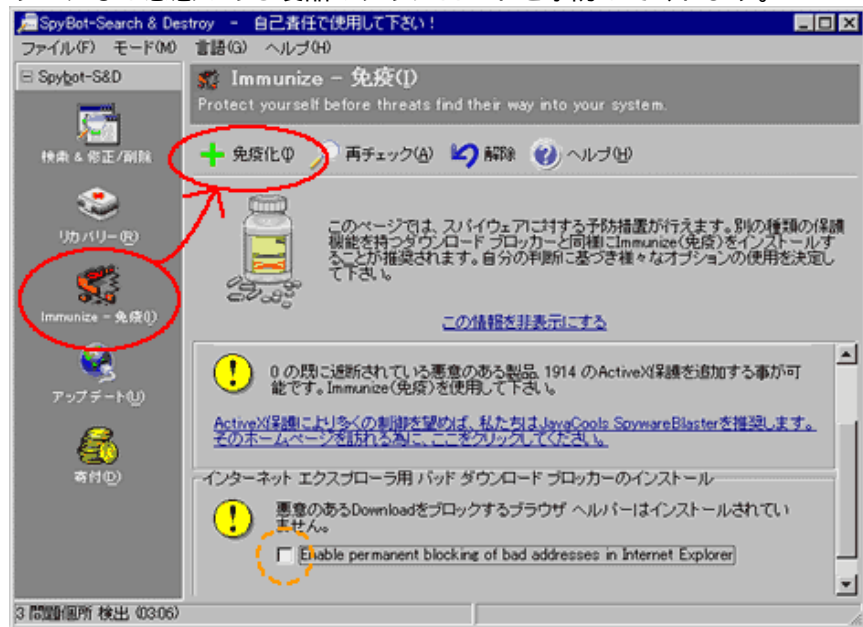 SpyBot-Search & Destroy - 自己責任で使用して下さい!
ファイル(F) モード(M) 言語(G) ヘルプ(H)
Spybot-S&D
Immunize - 免疫(I)
Protect yourself before threats find their way into your system.
検索 & 修正/削除
免疫化(I) 再チェック(A) 解除 ヘルプ(H)
リカバリー(R)
このページでは、スパイウェアに対する予防措置が行えます。別の種類の保護
機能を持つダウンロード ブロッカーと同様にImmunize(免疫)をインストールす
ることが推奨されます。自分の判断に基づき様々なオプションの使用を決定し
て下さい。
Immunize - 免疫(I)
この情報を非表示にする
アップデート(U)
0 の既に遮断されている悪意のある製品, 1914 のActiveX保護を追加する事が可
能です。Immunize(免疫)を使用して下さい。
ActiveX保護により多くの制御を望めば、私たちはJavaCools SpywareBlasterを推奨します。
そのホームページを訪れる為に、ここをクリックしてください。
寄付(D)
インターネット エクスプローラ用 バッド ダウンロード ブロッカーのインストール
悪意のあるDownloadをブロックするブラウザ ヘルパーはインストールされてい
ません。
Enable permanent blocking of bad addresses in Internet Explorer
3 問題個所 検出 (03:06)